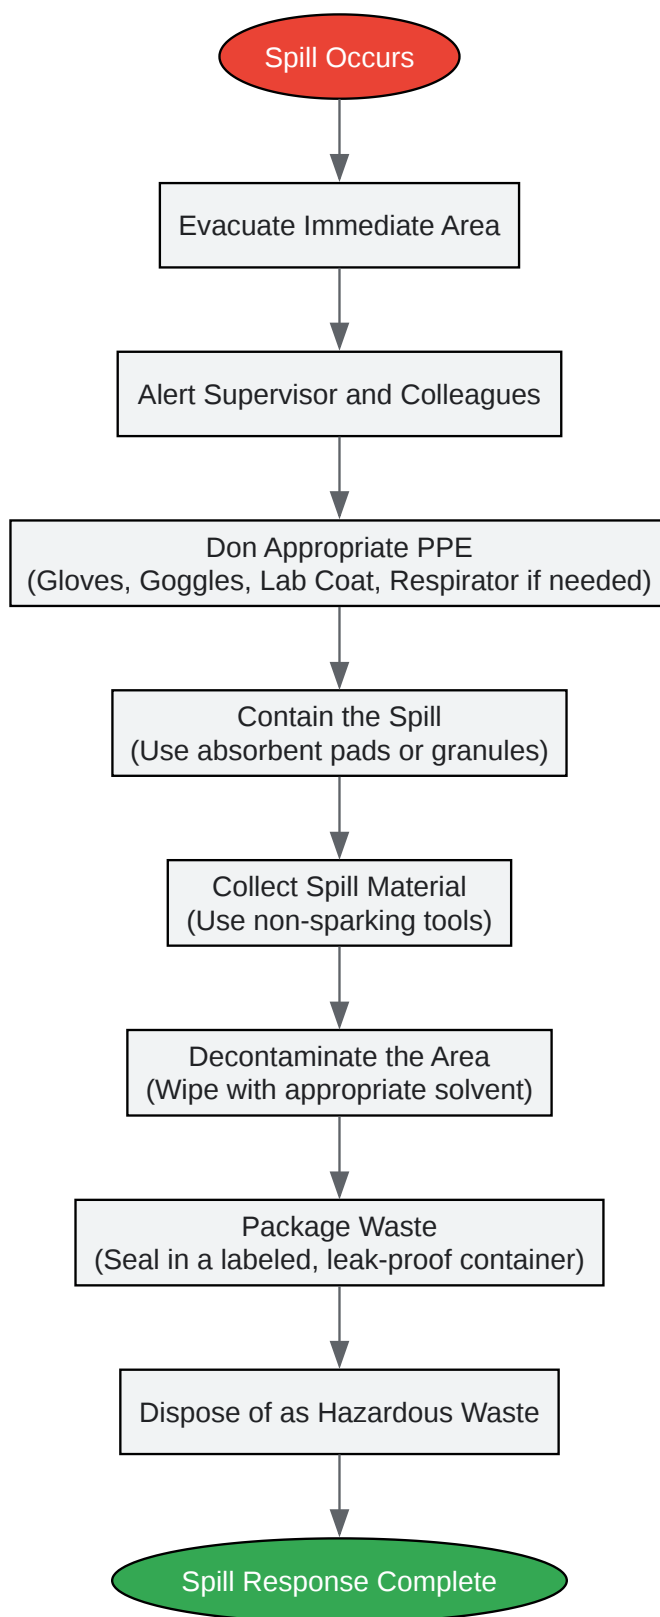 Spill Occurs
Evacuate Immediate Area
Alert Supervisor and Colleagues
Don Appropriate PPE
(Gloves, Goggles, Lab Coat, Respirator if needed)
Contain the Spill
(Use absorbent pads or granules)
Collect Spill Material
(Use non-sparking tools)
Decontaminate the Area
(Wipe with appropriate solvent)
Package Waste
(Seal in a labeled, leak-proof container)
Dispose of as Hazardous Waste
Spill Response Complete